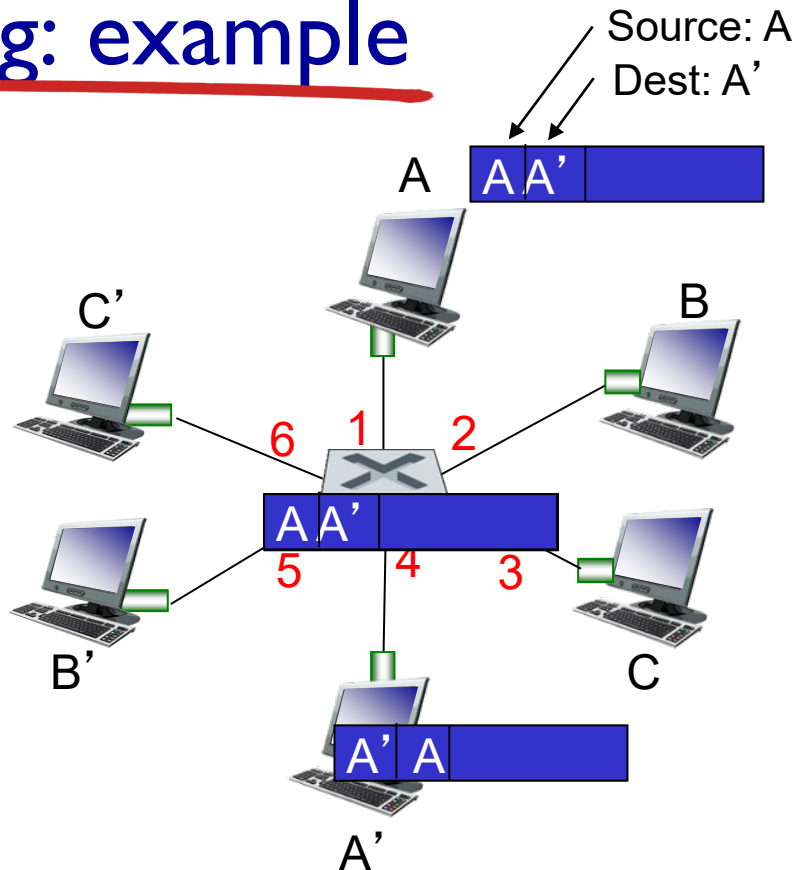 g: example
Source: A
Dest: A’
A
A A’
C’
B
6
1
2
A A’
5
4
3
B’
C
A’ A
A’